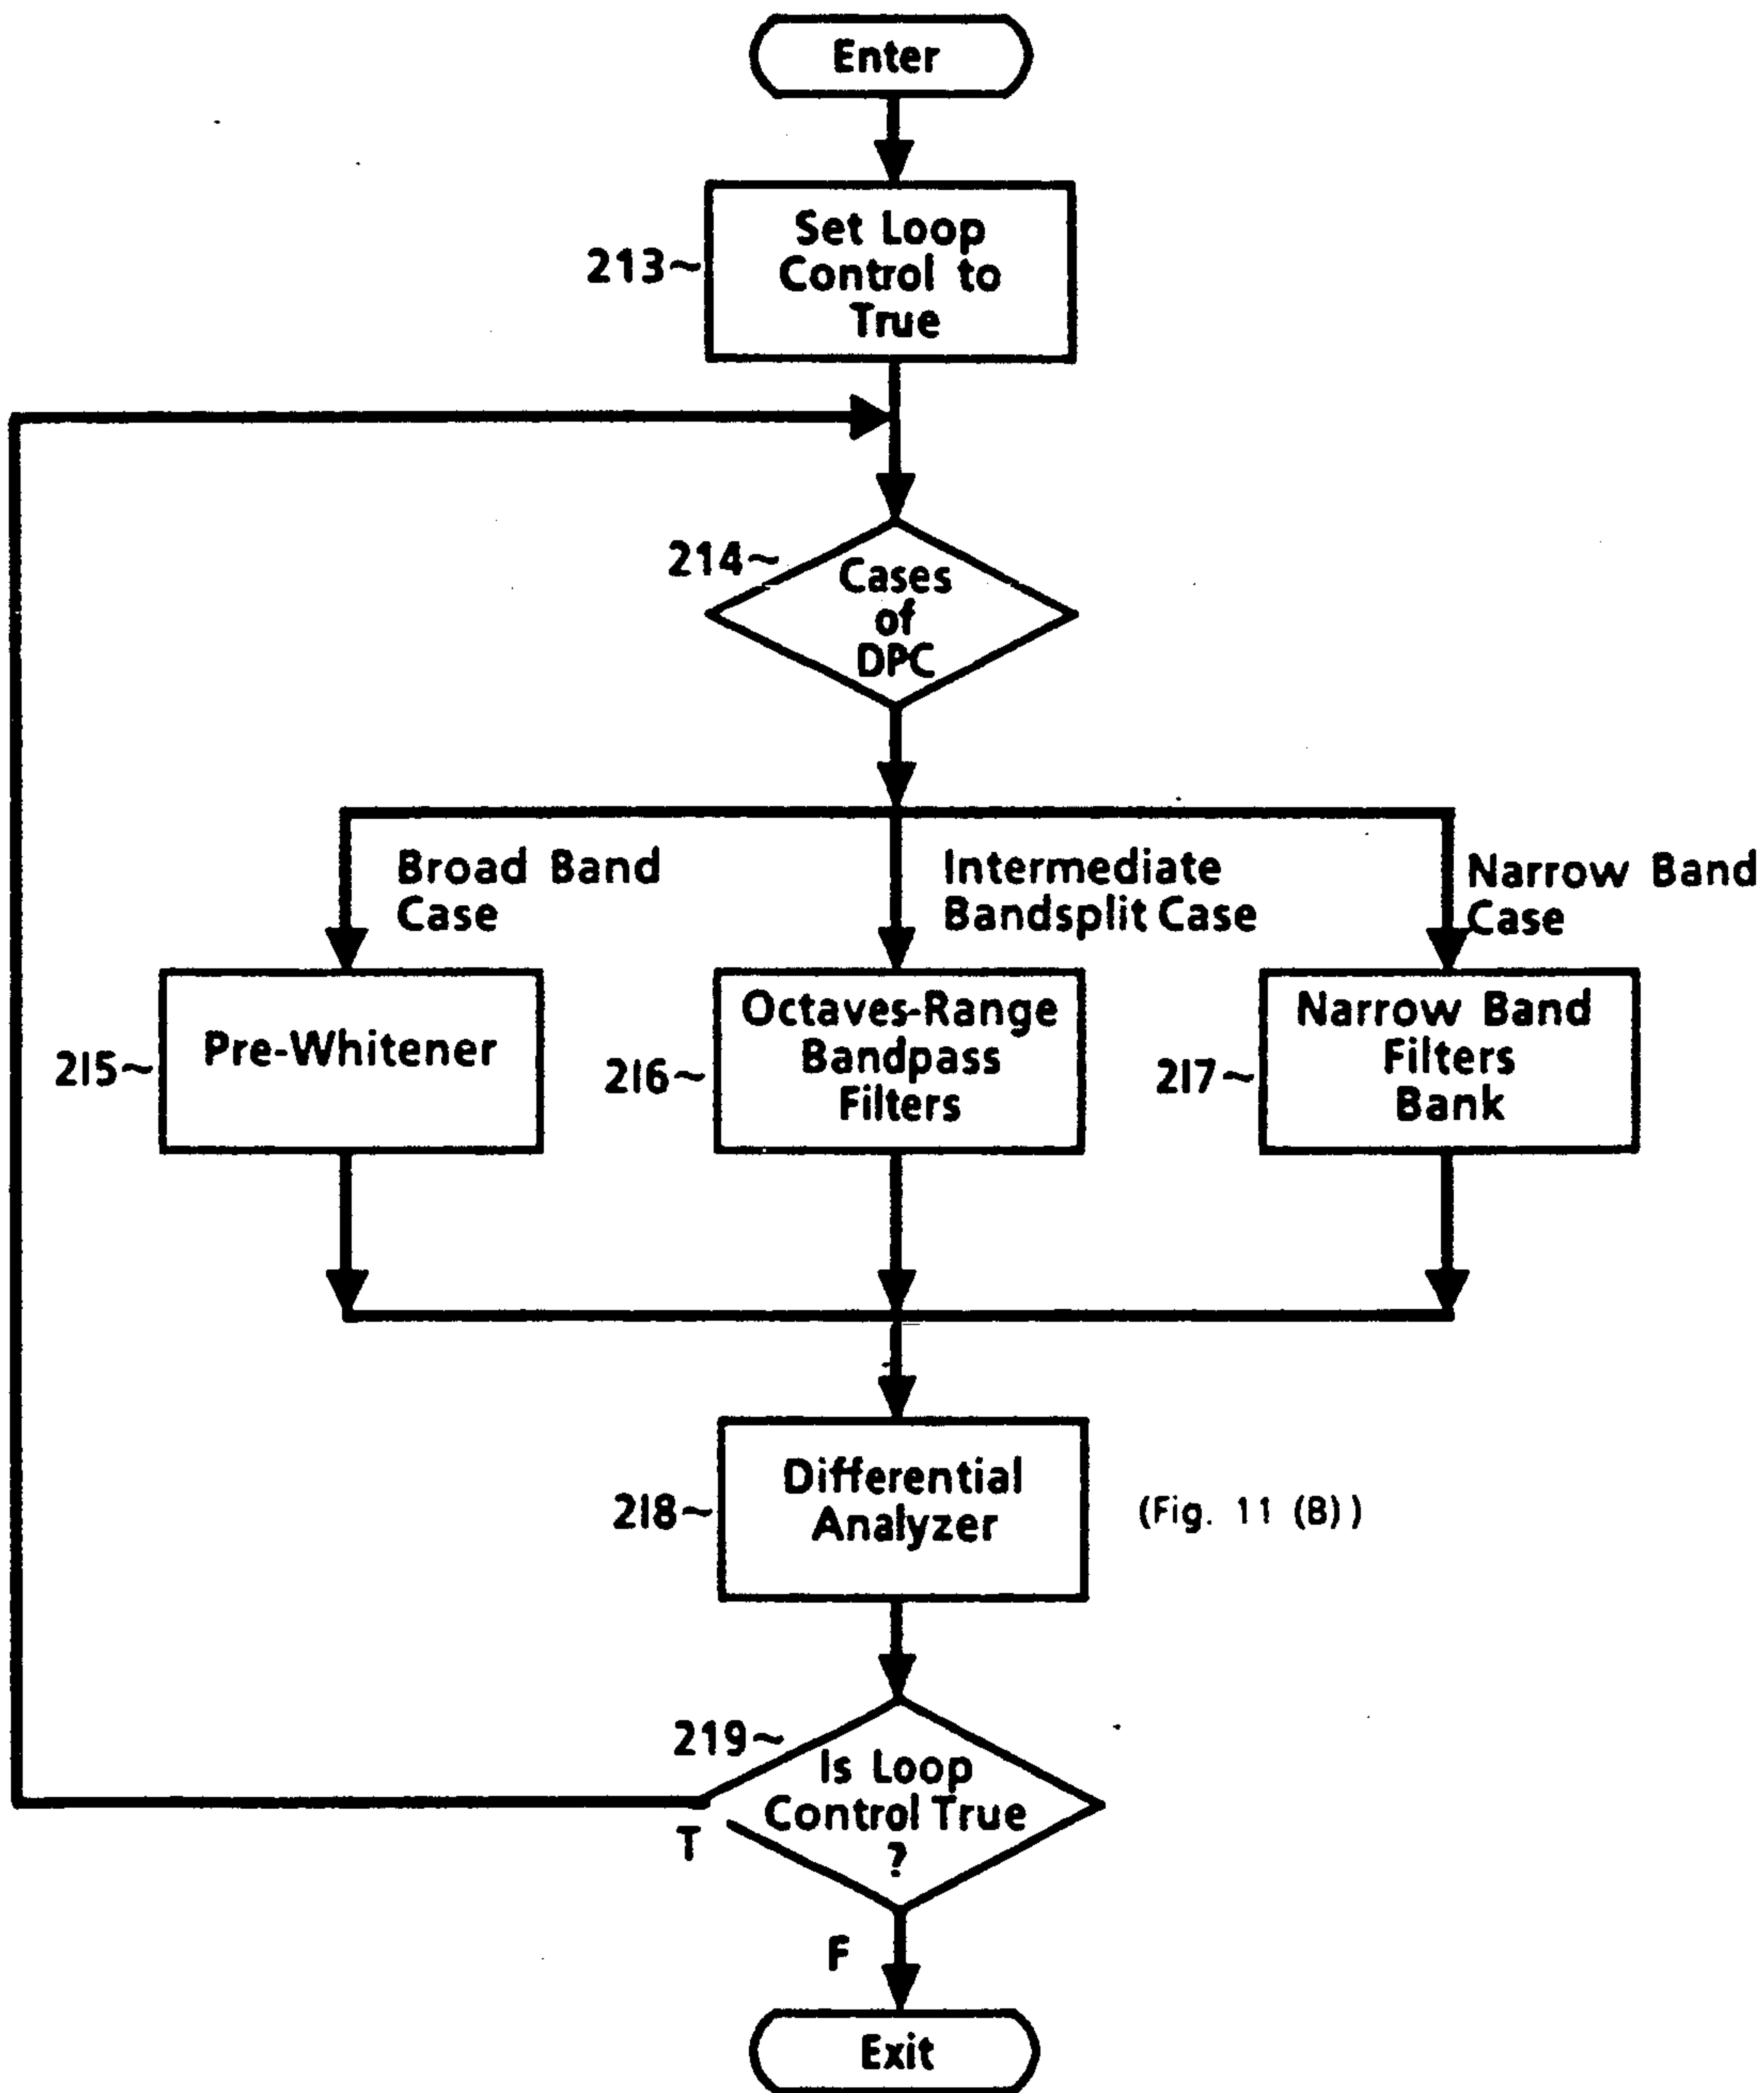 Enter
213~
Set Loop
Control to
True
214~
Cases
of
DPC
Broad Band
Case
Intermediate
Bandsplit Case
Narrow Band
Case
215~
Pre-Whitener
216~
Octaves-Range
Bandpass
Filters
217~
Narrow Band
Filters
Bank
218~
Differential
Analyzer
(Fig. 11 (B))
219~
Is Loop
Control True
?
T
F
Exit